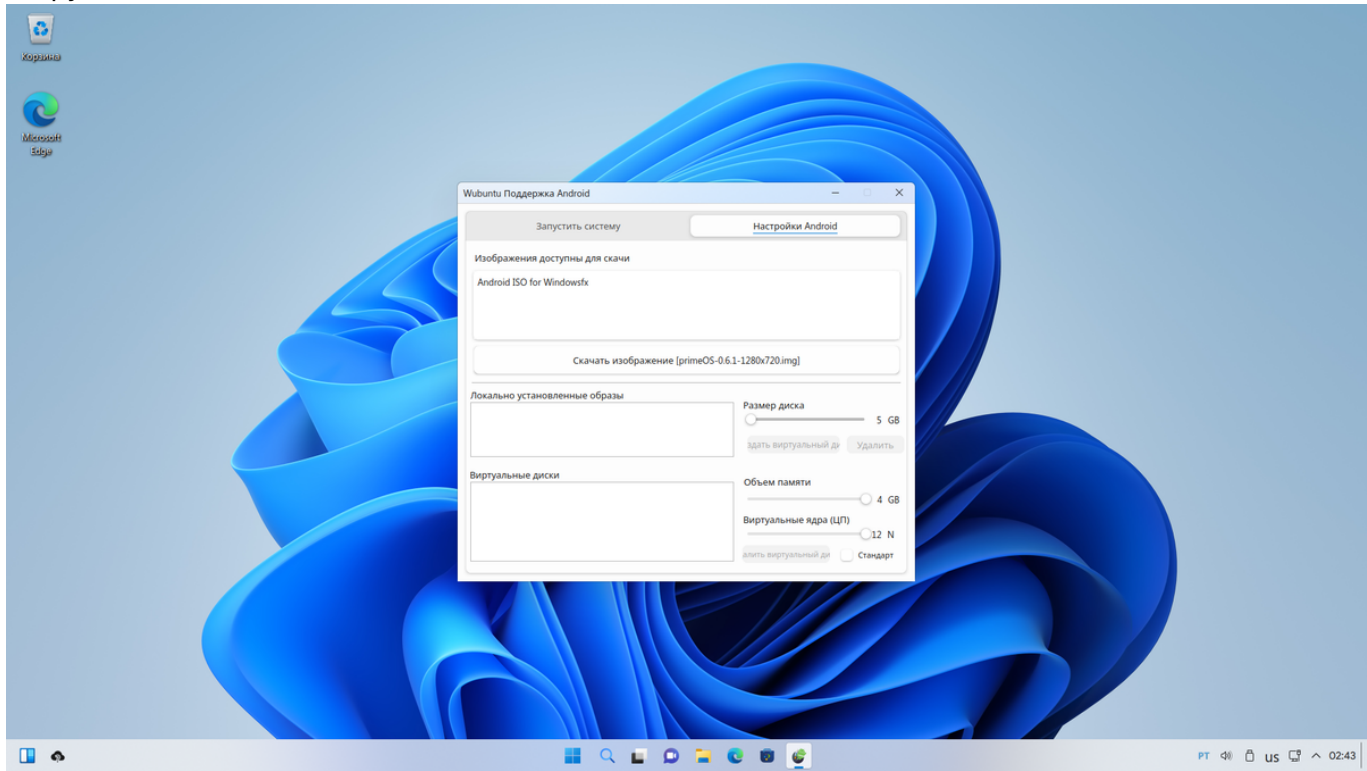 Корзина
Microsoft
Edge
Wubuntu Поддержка Android
Запустить систему
Настройки Android
Изображения доступны для скачи
Android ISO for Windowsfx
Скачать изображение [primeOS-0.6.1-1280x720.img]
Локально установленные образы
Размер диска
5 GB
здать виртуальный ди
Удалить
Виртуальные диски
Объем памяти
4 GB
Виртуальные ядра (ЦП)
12 N
алить виртуальный ди
Стандарт
PT
US
02:43